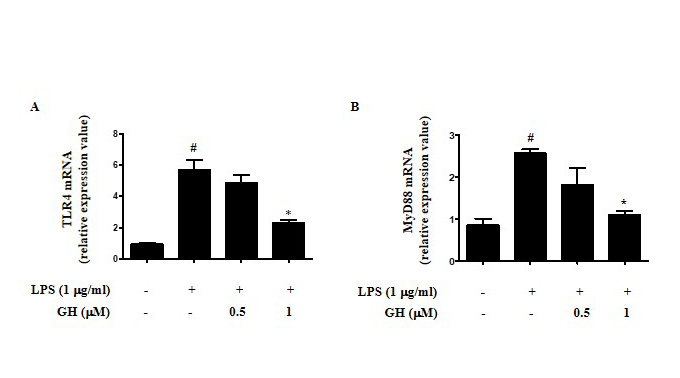 A
TLR4 mRNA
(relative expression value)
8
6
4
2
0
#
*
LPS (1 μg/ml) - + + +
GH (μM) - - 0.5 1
B
MyD88 mRNA
(relative expression value)
3
2
1
0
#
*
LPS (1 μg/ml) - + + +
GH (μM) - - 0.5 1